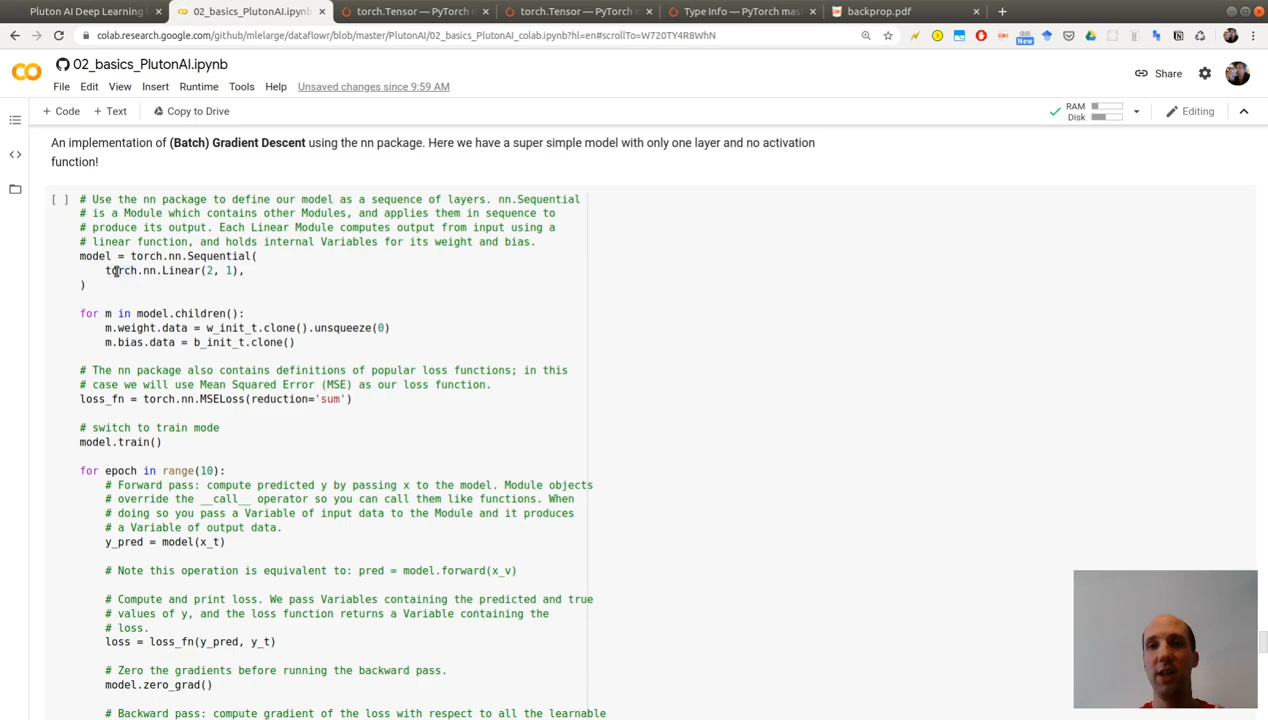 Pluton AI Deep Learning
02_basics_PlutonAI.ipynb
torch.Tensor — PyTorch m
torch.Tensor — PyTorch m
Type Info — PyTorch mast
backprop.pdf
colab.research.google.com/github/mlelarge/dataflowr/blob/master/PlutonAI/02_basics_PlutonAI_colab.ipynb?hl=en#scrollTo=W720TY4R8WhN
New
02_basics_PlutonAI.ipynb
Share
File Edit View Insert Runtime Tools Help Unsaved changes since 9:59 AM
+ Code + Text Copy to Drive
RAM
Disk
Editing
An implementation of (Batch) Gradient Descent using the nn package. Here we have a super simple model with only one layer and no activation
function!
[ ] # Use the nn package to define our model as a sequence of layers. nn.Sequential
# is a Module which contains other Modules, and applies them in sequence to
# produce its output. Each Linear Module computes output from input using a
# linear function, and holds internal Variables for its weight and bias.
model = torch.nn.Sequential(
torch.nn.Linear(2, 1),
)
for m in model.children():
m.weight.data = w_init_t.clone().unsqueeze(0)
m.bias.data = b_init_t.clone()
# The nn package also contains definitions of popular loss functions; in this
# case we will use Mean Squared Error (MSE) as our loss function.
loss_fn = torch.nn.MSELoss(reduction='sum')
# switch to train mode
model.train()
for epoch in range(10):
# Forward pass: compute predicted y by passing x to the model. Module objects
# override the __call__ operator so you can call them like functions. When
# doing so you pass a Variable of input data to the Module and it produces
# a Variable of output data.
y_pred = model(x_t)
# Note this operation is equivalent to: pred = model.forward(x_v)
# Compute and print loss. We pass Variables containing the predicted and true
# values of y, and the loss function returns a Variable containing the
# loss.
loss = loss_fn(y_pred, y_t)
# Zero the gradients before running the backward pass.
model.zero_grad()
# Backward pass: compute gradient of the loss with respect to all the learnable